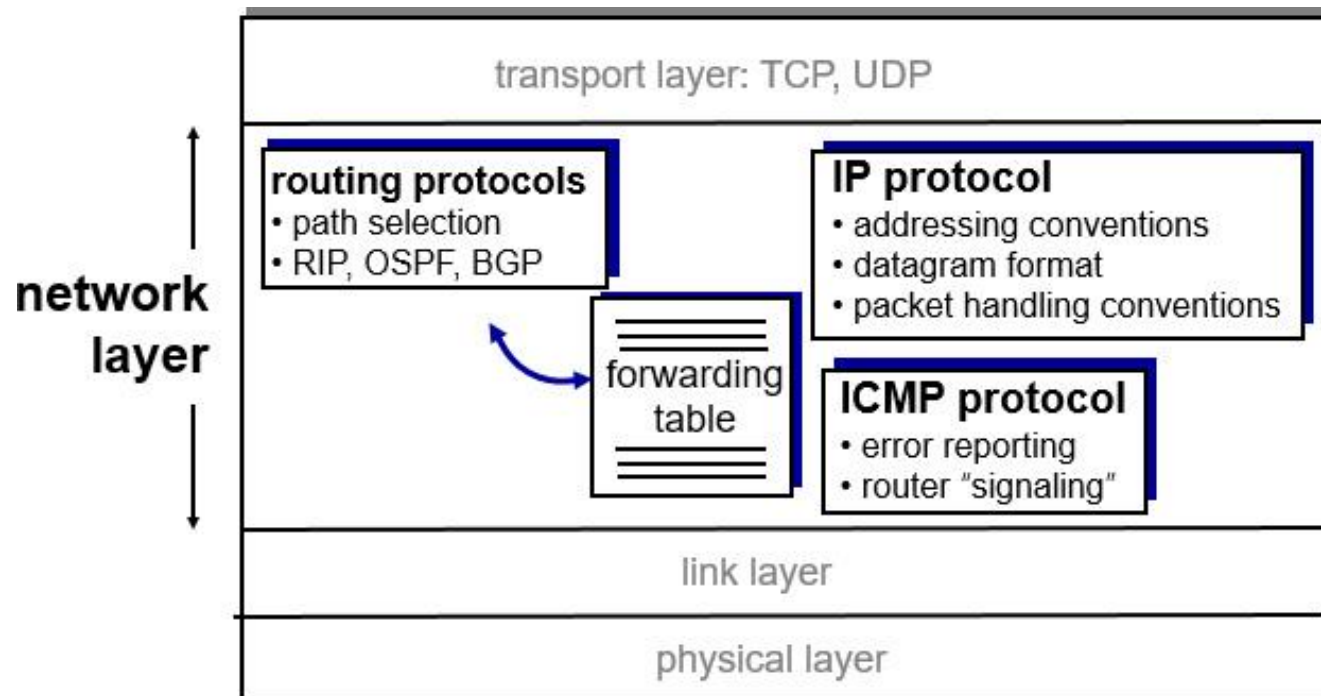 transport layer: TCP, UDP
network
layer
routing protocols
• path selection
• RIP, OSPF, BGP
forwarding
table
IP protocol
• addressing conventions
• datagram format
• packet handling conventions
ICMP protocol
• error reporting
• router "signaling"
link layer
physical layer